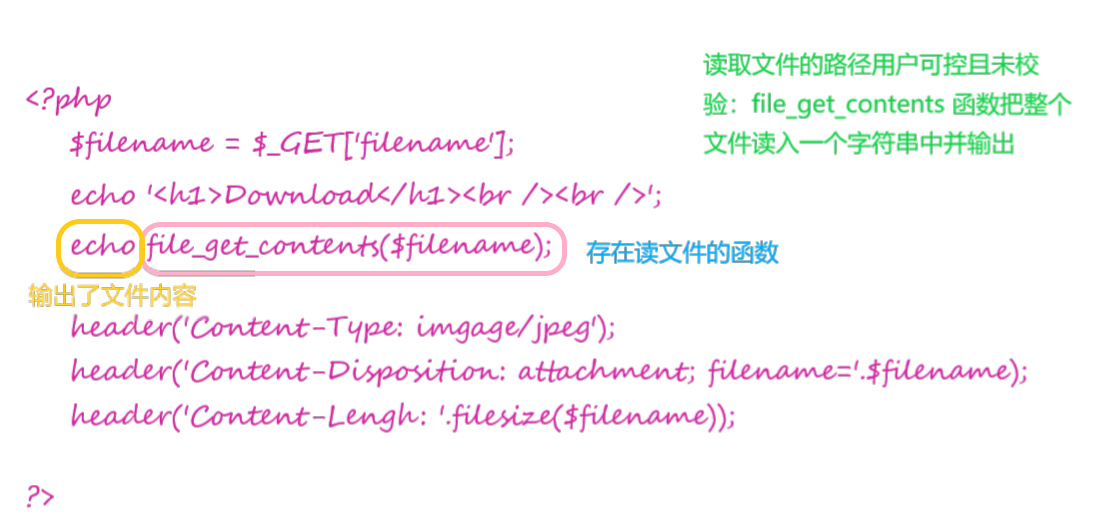 读取文件的路径用户可控且未校
验：file_get_contents 函数把整个
文件读入一个字符串中并输出
<?php
$filename = $_GET['filename'];
echo '<h1>Download</h1><br /><br />';
echo file_get_contents($filename);
存在读文件的函数
输出了文件内容
header('Content-Type: imgage/jpeg');
header('Content-Disposition: attachment; filename='.$filename);
header('Content-Lengh: '.filesize($filename));
?>